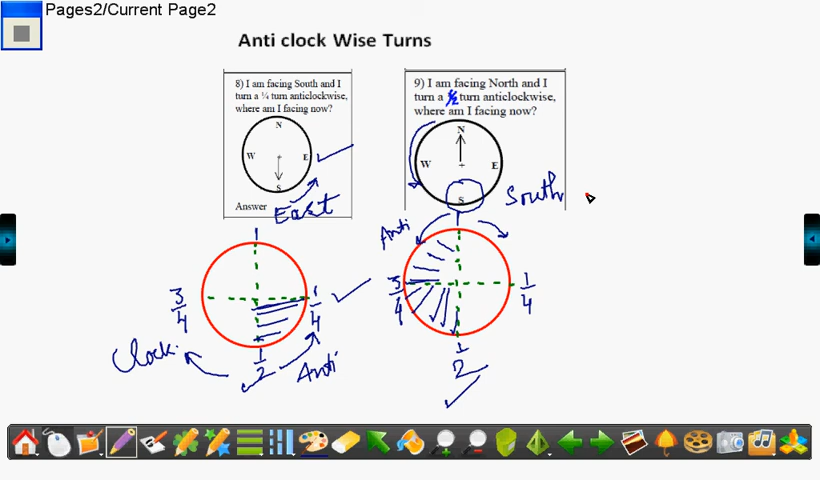 Pages2/Current Page2
Anti clock Wise Turns
8) I am facing South and I
turn a ¼ turn anticlockwise,
where am I facing now?
N
W E
S
Answer East
9) I am facing North and I
turn a ½ turn anticlockwise,
where am I facing now?
N
W E
S
South
1
3/4 1/4
1/2
Clock. Anti
Anti 1
3/4 1/4
1/2